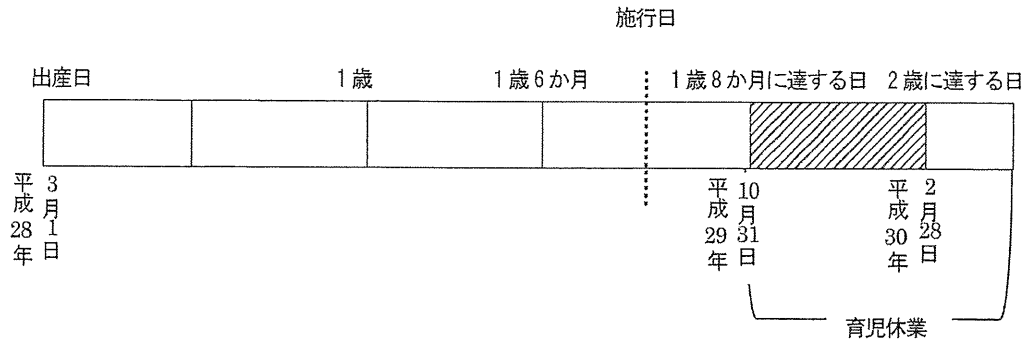 施行日
出産日
1歳
1歳6か月
1歳8か月に達する日
2歳に達する日
平成28年
3月1日
平成29年
10月31日
平成30年
2月28日
育児休業